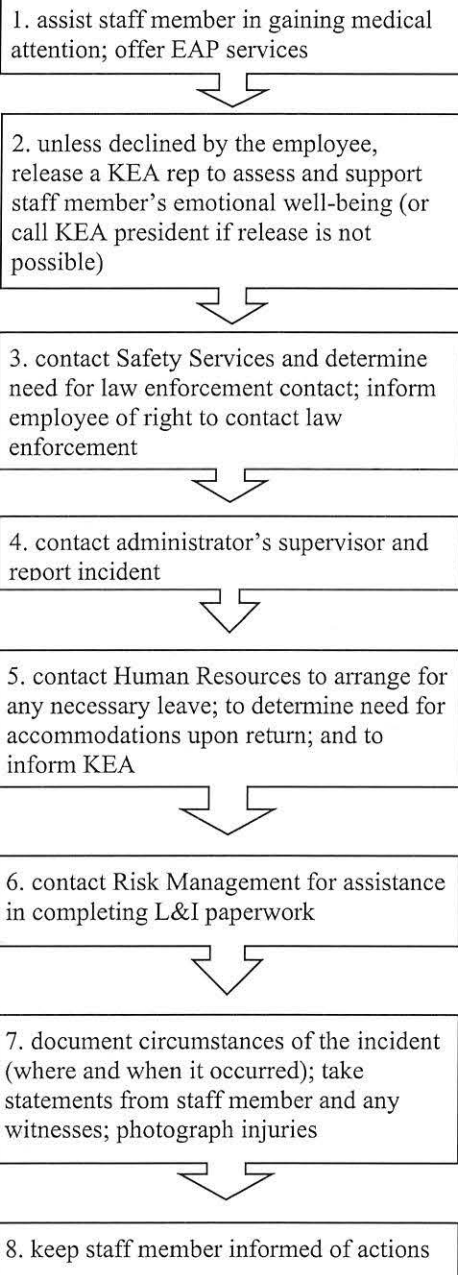 1. assist staff member in gaining medical
attention; offer EAP services
2. unless declined by the employee,
release a KEA rep to assess and support
staff member's emotional well-being (or
call KEA president if release is not
possible)
3. contact Safety Services and determine
need for law enforcement contact; inform
employee of right to contact law
enforcement
4. contact administrator's supervisor and
report incident
5. contact Human Resources to arrange for
any necessary leave; to determine need for
accommodations upon return; and to
inform KEA
6. contact Risk Management for assistance
in completing L&I paperwork
7. document circumstances of the incident
(where and when it occurred); take
statements from staff member and any
witnesses; photograph injuries
8. keep staff member informed of actions